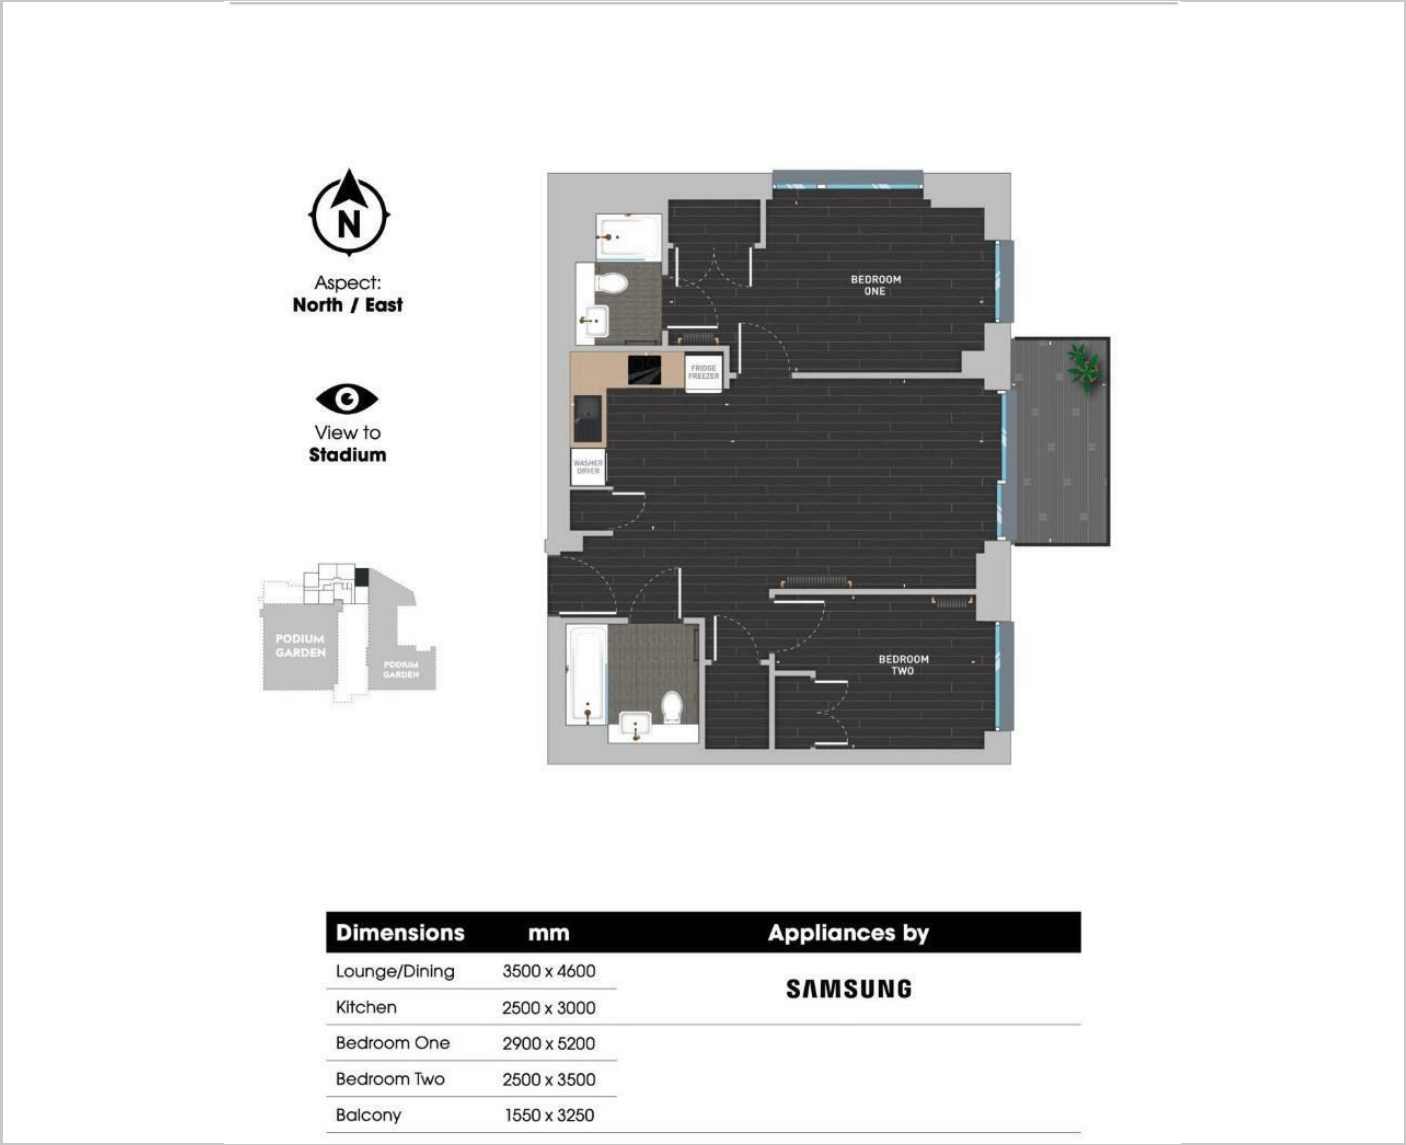 N
Aspect:
North / East
View to
Stadium
PODIUM
GARDEN
PODIUM
GARDEN
BEDROOM
ONE
FRIDGE
FREEZER
WASHER
DRYER
BEDROOM
TWO
Dimensions mm Appliances by
Lounge/Dining 3500 x 4600
SAMSUNG
Kitchen 2500 x 3000
Bedroom One 2900 x 5200
Bedroom Two 2500 x 3500
Balcony 1550 x 3250